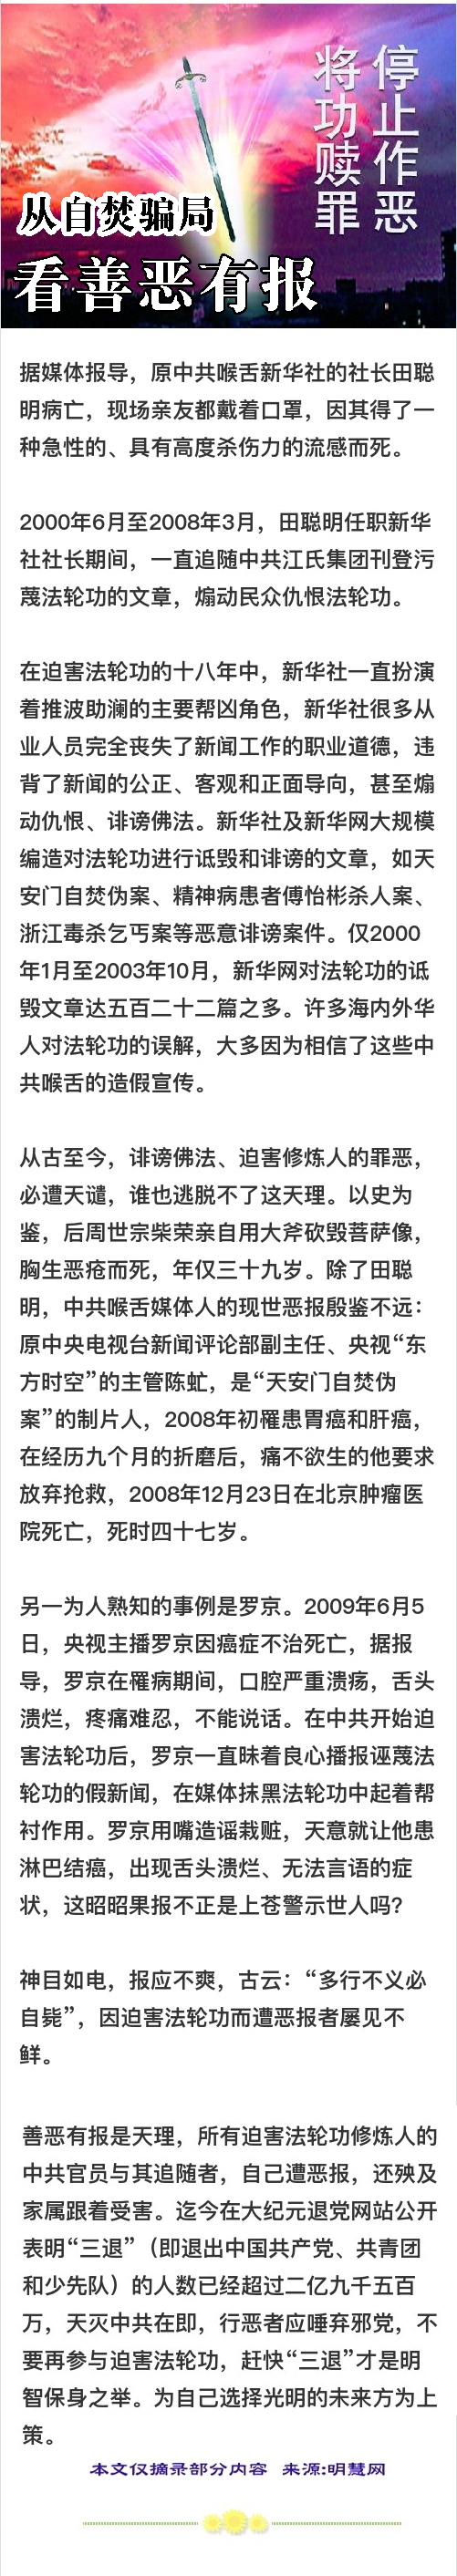 停止作恶
将功赎罪
从自焚骗局
看善恶有报
据媒体报导，原中共喉舌新华社的社长田聪
明病亡，现场亲友都戴着口罩，因其得了一
种急性的、具有高度杀伤力的流感而死。
2000年6月至2008年3月，田聪明任职新华
社社长期间，一直追随中共江氏集团刊登污
蔑法轮功的文章，煽动民众仇恨法轮功。
在迫害法轮功的十八年中，新华社一直扮演
着推波助澜的主要帮凶角色，新华社很多从
业人员完全丧失了新闻工作的职业道德，违
背了新闻的公正、客观和正面导向，甚至煽
动仇恨、诽谤佛法。新华社及新华网大规模
编造对法轮功进行诋毁和诽谤的文章，如天
安门自焚伪案、精神病患者傅怡彬杀人案、
浙江毒杀乞丐案等恶意诽谤案件。仅2000
年1月至2003年10月，新华网对法轮功的诋
毁文章达五百二十二篇之多。许多海内外华
人对法轮功的误解，大多因为相信了这些中
共喉舌的造假宣传。
从古至今，诽谤佛法、迫害修炼人的罪恶，
必遭天谴，谁也逃脱不了这天理。以史为
鉴，后周世宗柴荣亲自用大斧砍毁菩萨像，
胸生恶疮而死，年仅三十九岁。除了田聪
明，中共喉舌媒体人的现世恶报殷鉴不远：
原中央电视台新闻评论部副主任、央视“东
方时空”的主管陈虻，是“天安门自焚伪
案”的制片人，2008年初罹患胃癌和肝癌，
在经历九个月的折磨后，痛不欲生的他要求
放弃抢救，2008年12月23日在北京肿瘤医
院死亡，死时四十七岁。
另一为人熟知的事例是罗京。2009年6月5
日，央视主播罗京因癌症不治死亡，据报
导，罗京在罹病期间，口腔严重溃疡，舌头
溃烂，疼痛难忍，不能说话。在中共开始迫
害法轮功后，罗京一直昧着良心播报诬蔑法
轮功的假新闻，在媒体抹黑法轮功中起着帮
衬作用。罗京用嘴造谣栽赃，天意就让他患
淋巴结癌，出现舌头溃烂、无法言语的症
状，这昭昭果报不正是上苍警示世人吗？
神目如电，报应不爽，古云：“多行不义必
自毙”，因迫害法轮功而遭恶报者屡见不
鲜。
善恶有报是天理，所有迫害法轮功修炼人的
中共官员与其追随者，自己遭恶报，还殃及
家属跟着受害。迄今在大纪元退党网站公开
表明“三退”（即退出中国共产党、共青团
和少先队）的人数已经超过二亿九千五百
万，天灭中共在即，行恶者应唾弃邪党，不
要再参与迫害法轮功，赶快“三退”才是明
智保身之举。为自己选择光明的未来方为上
策。
本文仅摘录部分内容 来源:明慧网